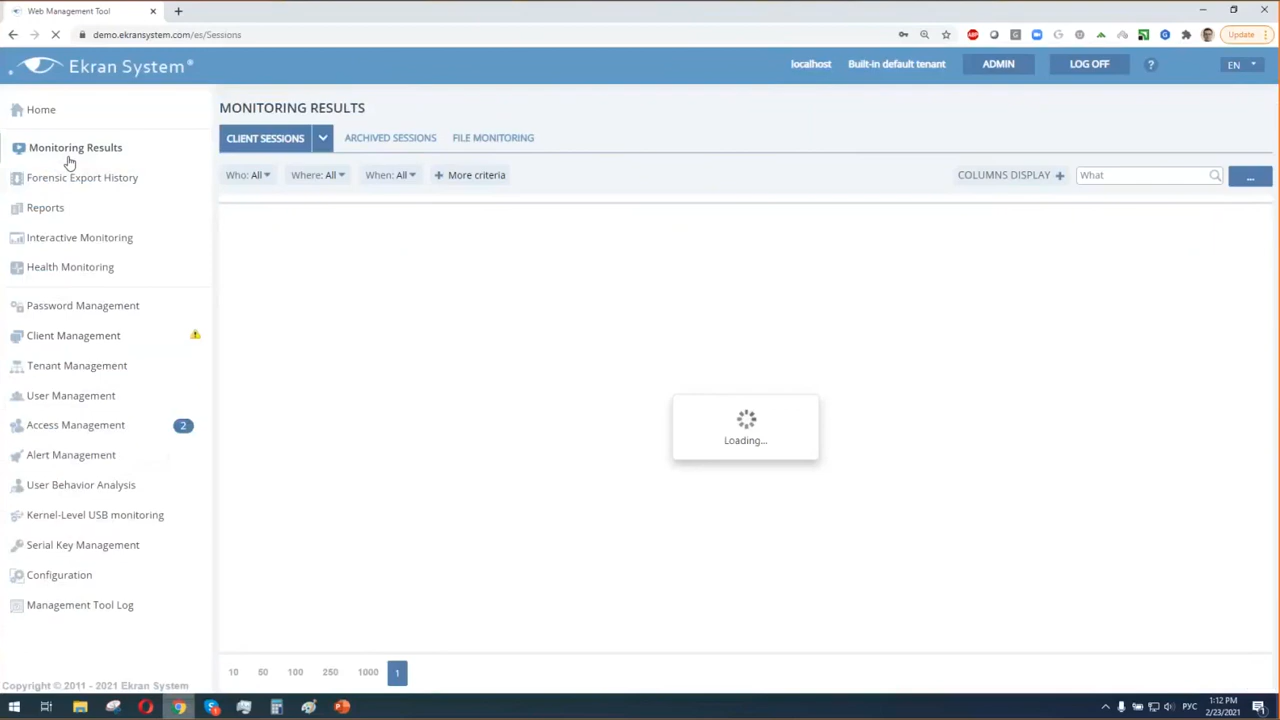 Web Management Tool
demo.ekransystem.com/es/Sessions
Update
Ekran System®
localhost
Built-in default tenant
ADMIN
LOG OFF
?
EN
Home
Monitoring Results
Forensic Export History
Reports
Interactive Monitoring
Health Monitoring
Password Management
Client Management
Tenant Management
User Management
Access Management 2
Alert Management
User Behavior Analysis
Kernel-Level USB monitoring
Serial Key Management
Configuration
Management Tool Log
Copyright © 2011 - 2021 Ekran System
MONITORING RESULTS
CLIENT SESSIONS
ARCHIVED SESSIONS
FILE MONITORING
Who: All
Where: All
When: All
+ More criteria
COLUMNS DISPLAY +
What
...
Loading...
10 50 100 250 1000 1
РУС
1:12 PM
2/23/2021